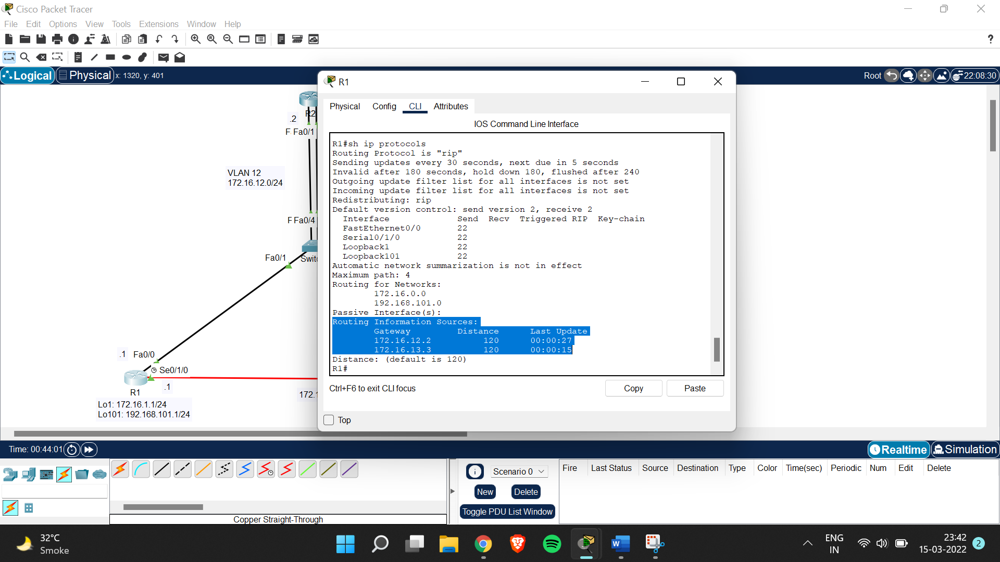 Cisco Packet Tracer
File Edit Options View Tools Extensions Window Help
?
Logical Physical x: 1320, y: 401
Root 22:08:30
R2
.2
F Fa0/1
VLAN 12
172.16.12.0/24
F Fa0/4
Fa0/1
Swit
.1 Fa0/0
Se0/1/0
.1
R1
172.1
Lo1: 172.16.1.1/24
Lo101: 192.168.101.1/24
R1
Physical Config CLI Attributes
IOS Command Line Interface
R1#sh ip protocols
Routing Protocol is "rip"
Sending updates every 30 seconds, next due in 5 seconds
Invalid after 180 seconds, hold down 180, flushed after 240
Outgoing update filter list for all interfaces is not set
Incoming update filter list for all interfaces is not set
Redistributing: rip
Default version control: send version 2, receive 2
Interface Send Recv Triggered RIP Key-chain
FastEthernet0/0 22
Serial0/1/0 22
Loopback1 22
Loopback101 22
Automatic network summarization is not in effect
Maximum path: 4
Routing for Networks:
172.16.0.0
192.168.101.0
Passive Interface(s):
Routing Information Sources:
Gateway Distance Last Update
172.16.12.2 120 00:00:27
172.16.13.3 120 00:00:15
Distance: (default is 120)
R1#
Ctrl+F6 to exit CLI focus
Copy Paste
Top
Time: 00:44:01
Realtime Simulation
Scenario 0
New Delete
Toggle PDU List Window
Fire Last Status Source Destination Type Color Time(sec) Periodic Num Edit Delete
Copper Straight-Through
32°C
Smoke
ENG
IN
23:42
15-03-2022
2